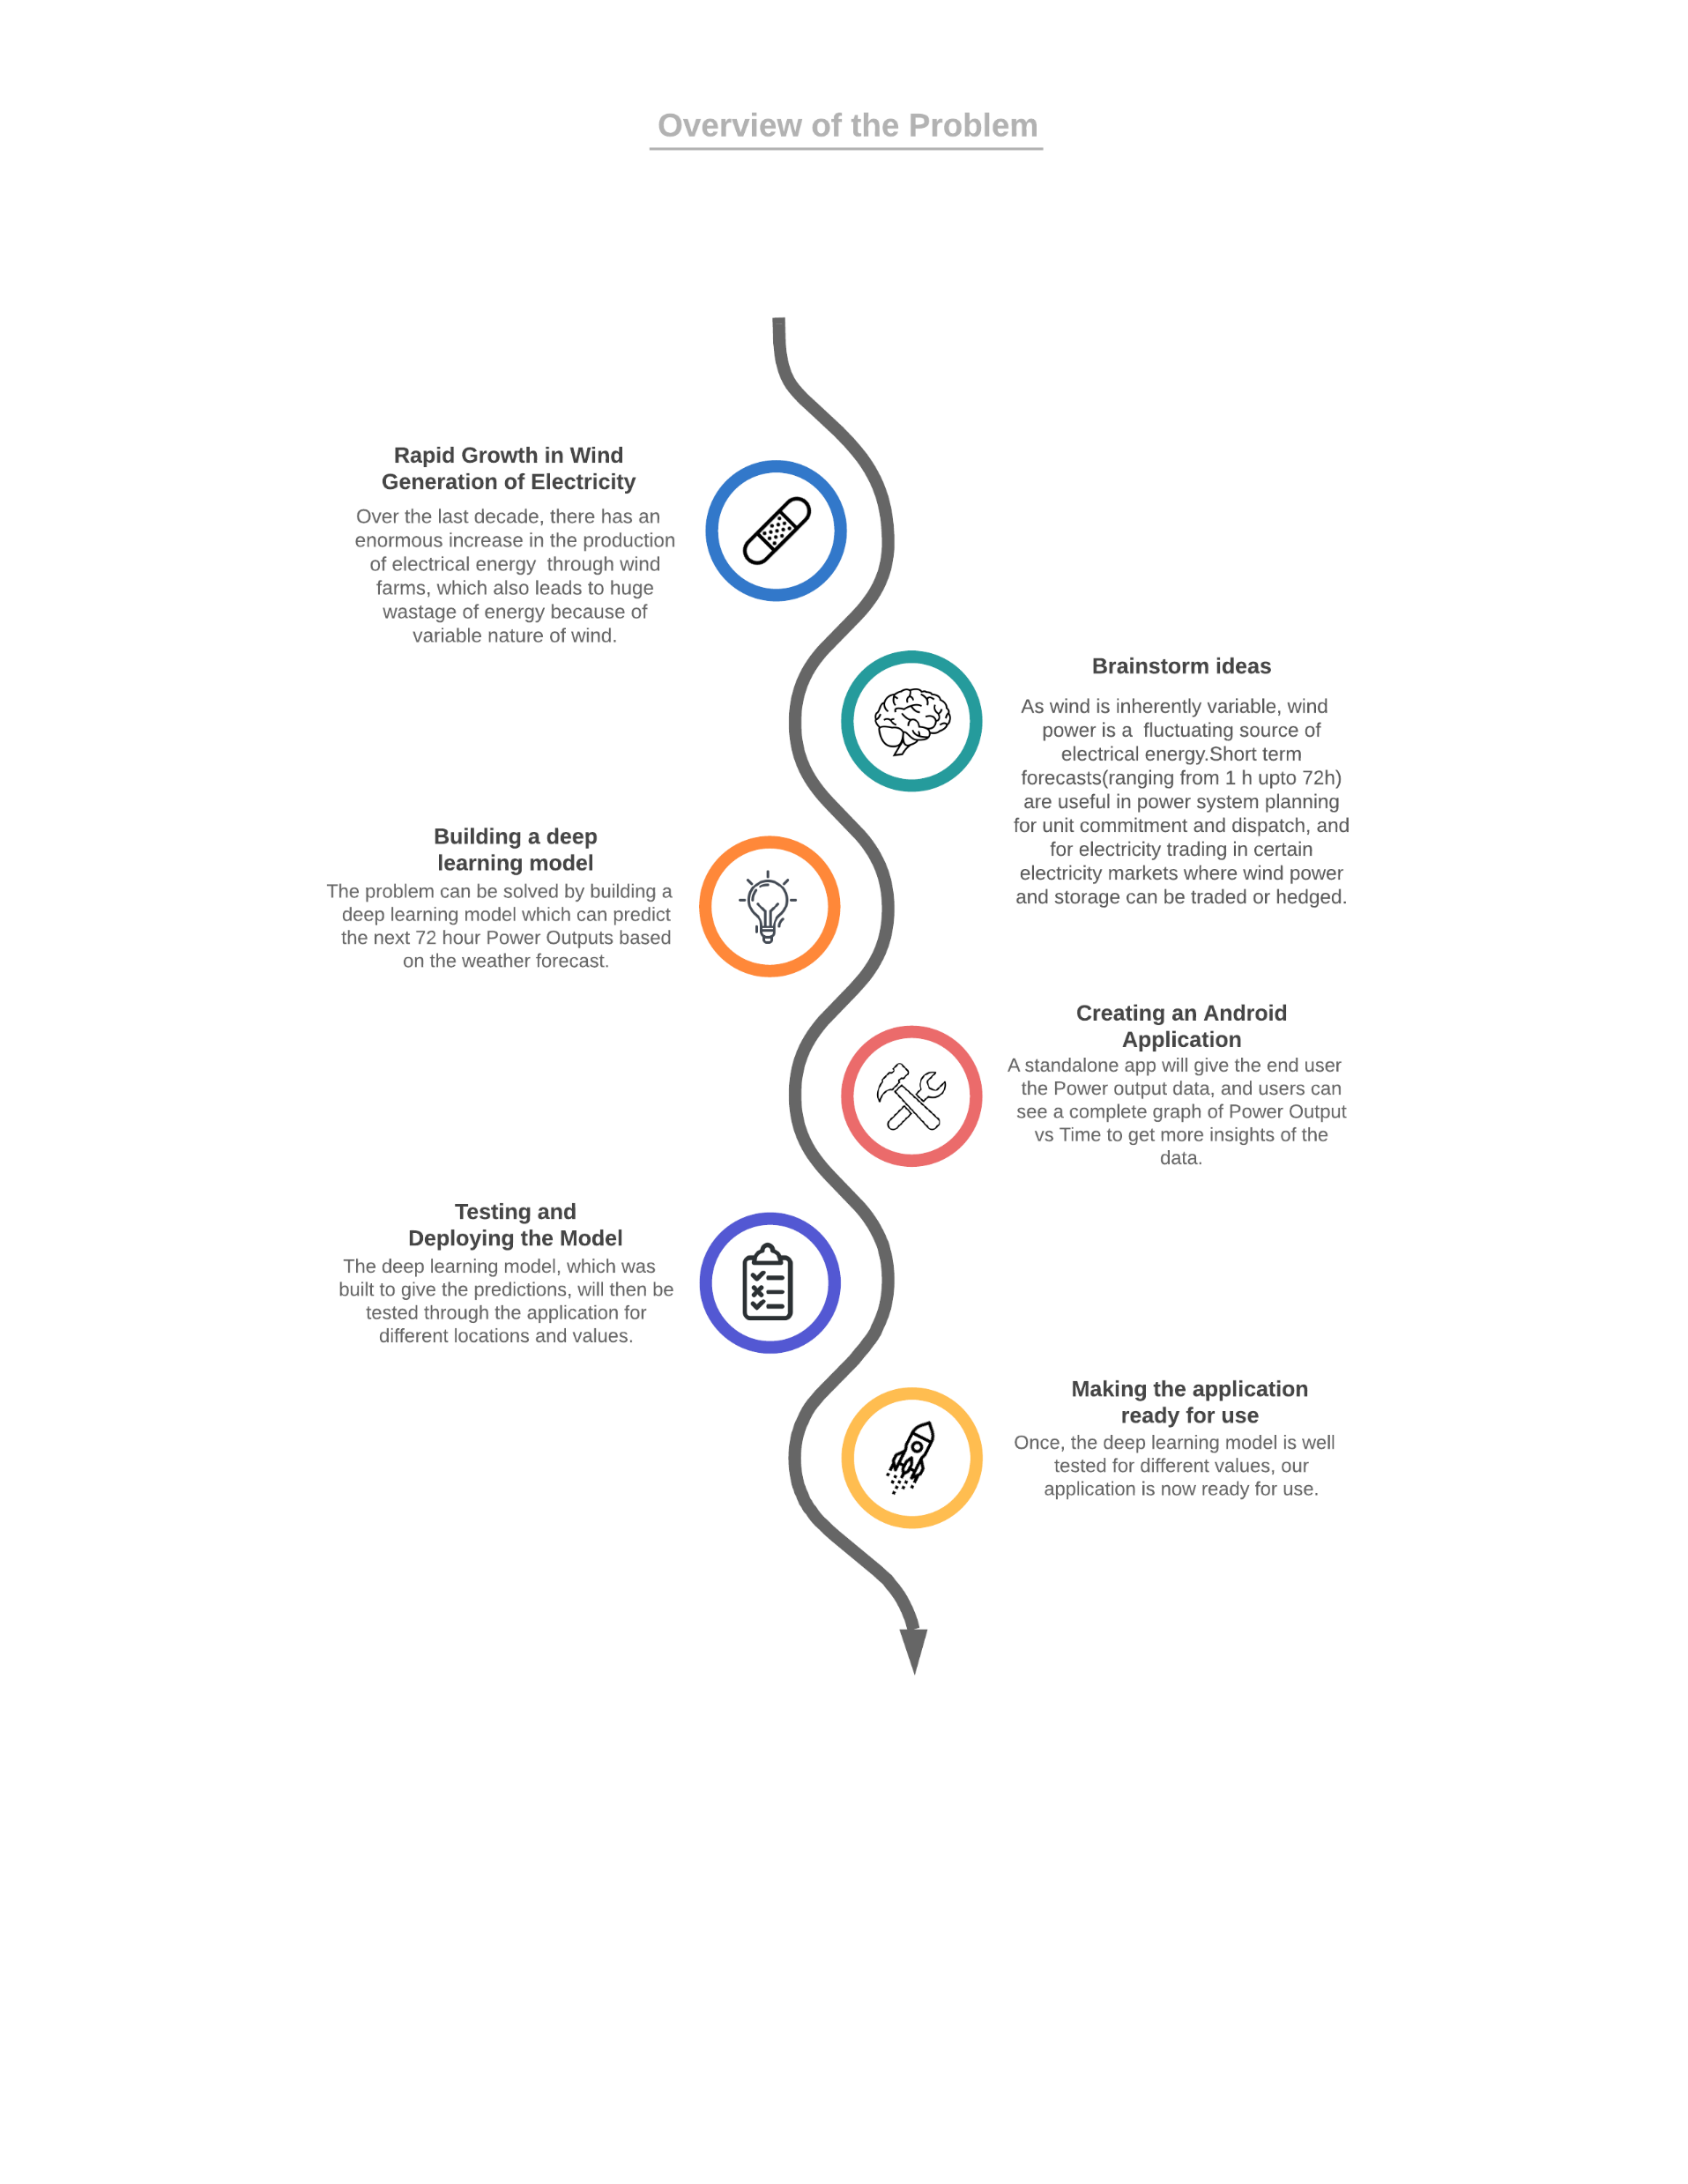 Overview of the Problem
Rapid Growth in Wind
Generation of Electricity
Over the last decade, there has an
enormous increase in the production
of electrical energy  through wind
farms, which also leads to huge
wastage of energy because of
variable nature of wind.
Brainstorm ideas
As wind is inherently variable, wind
power is a  fluctuating source of
electrical energy.Short term
forecasts(ranging from 1 h upto 72h)
are useful in power system planning
for unit commitment and dispatch, and
for electricity trading in certain
electricity markets where wind power
and storage can be traded or hedged.
Building a deep
learning model
The problem can be solved by building a
deep learning model which can predict
the next 72 hour Power Outputs based
on the weather forecast.
Creating an Android
Application
A standalone app will give the end user
the Power output data, and users can
see a complete graph of Power Output
vs Time to get more insights of the
data.
Testing and
Deploying the Model
The deep learning model, which was
built to give the predictions, will then be
tested through the application for
different locations and values.
Making the application
ready for use
Once, the deep learning model is well
tested for different values, our
application is now ready for use.